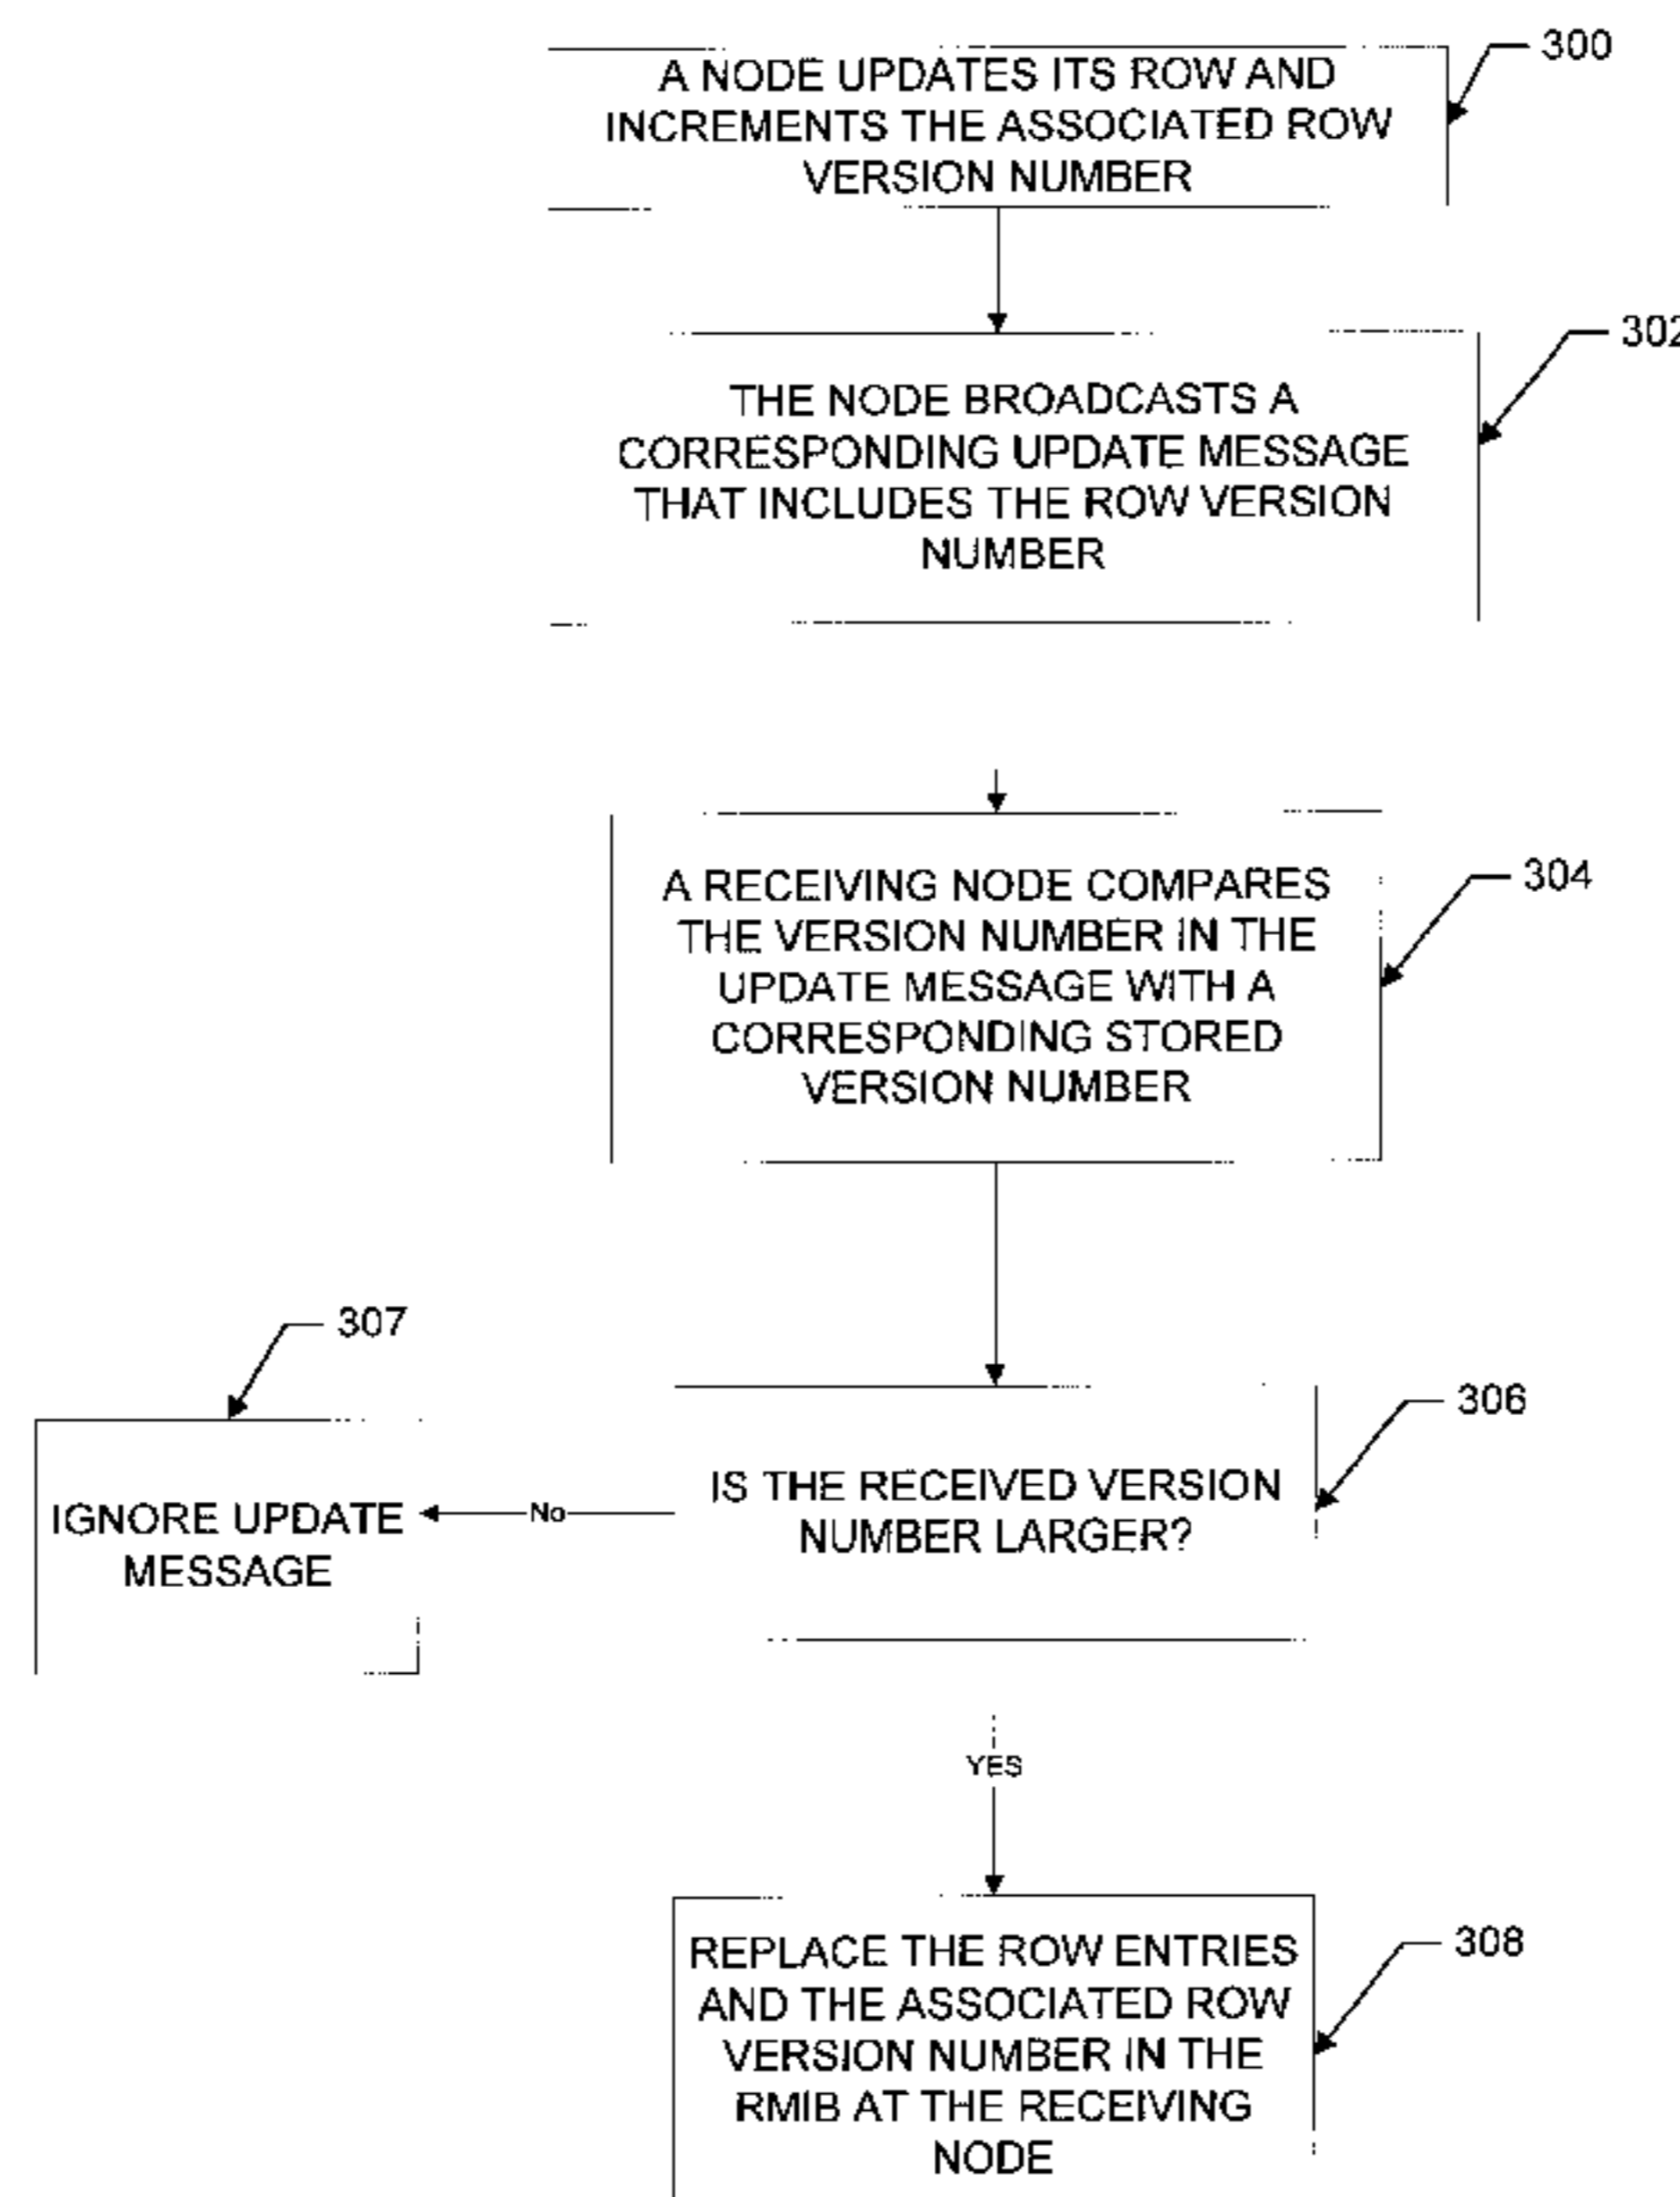 300
A NODE UPDATES ITS ROW AND
INCREMENTS THE ASSOCIATED ROW
VERSION NUMBER
302
THE NODE BROADCASTS A
CORRESPONDING UPDATE MESSAGE
THAT INCLUDES THE ROW VERSION
NUMBER
304
A RECEIVING NODE COMPARES
THE VERSION NUMBER IN THE
UPDATE MESSAGE WITH A
CORRESPONDING STORED
VERSION NUMBER
307
306
IS THE RECEIVED VERSION
NUMBER LARGER?
No
IGNORE UPDATE
MESSAGE
YES
308
REPLACE THE ROW ENTRIES
AND THE ASSOCIATED ROW
VERSION NUMBER IN THE
RMIB AT THE RECEIVING
NODE